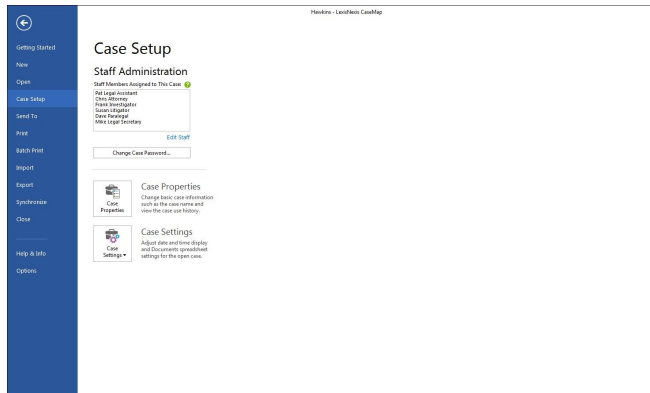 Hawkins - LexisNexis CaseMap
Getting Started
New
Open
Case Setup
Send To
Print
Batch Print
Import
Export
Synchronize
Close
Help & Info
Options
Case Setup
Staff Administration
Staff Members Assigned to This Case: ?
Pat Legal Assistant
Chris Attorney
Frank Investigator
Susan Litigator
Dave Paralegal
Mike Legal Secretary
Edit Staff
Change Case Password...
Case
Properties
Case Properties
Change basic case information
such as the case name and
view the case use history.
Case
Settings
Case Settings
Adjust date and time display
and Documents spreadsheet
settings for the open case.